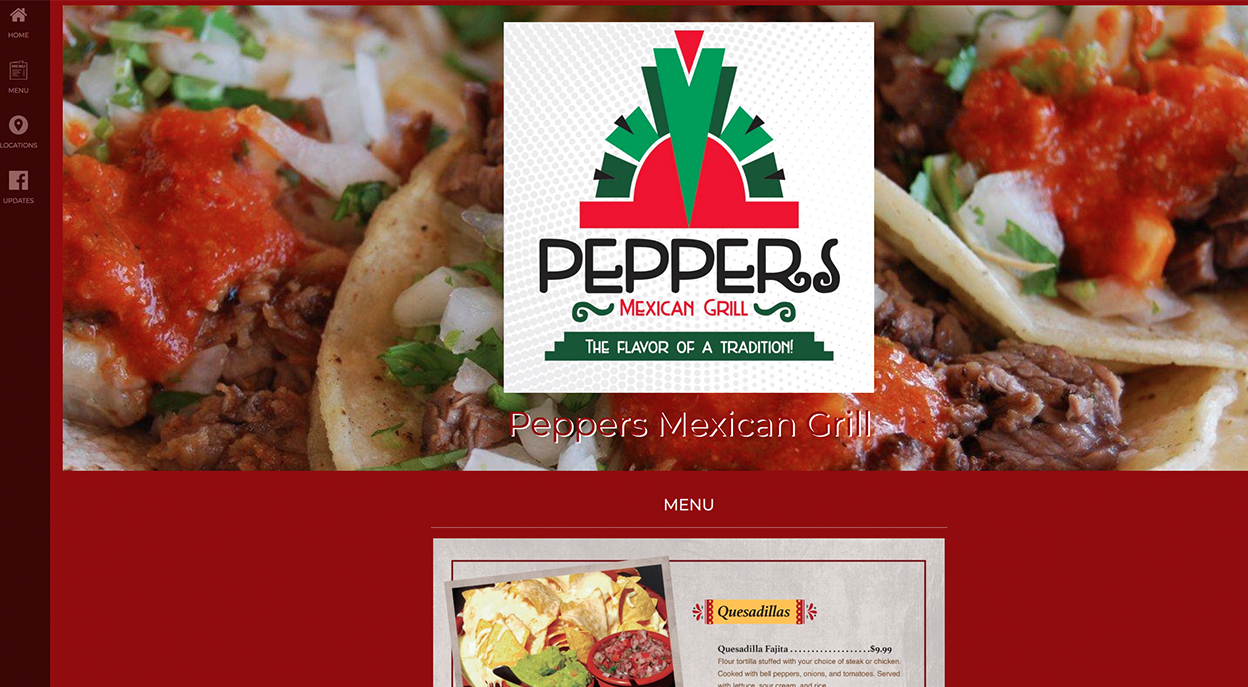 HOME
MENU
LOCATIONS
UPDATES
PEPPERS
MEXICAN GRILL
THE FLAVOR OF A TRADITION!
Peppers Mexican Grill
MENU
Quesadillas
Quesadilla Fajita . . . . . . . . . . . . . . . . . . .$9.99
Flour tortilla stuffed with your choice of steak or chicken.
Cooked with bell peppers, onions, and tomatoes. Served
with lettuce, sour cream, and rice.